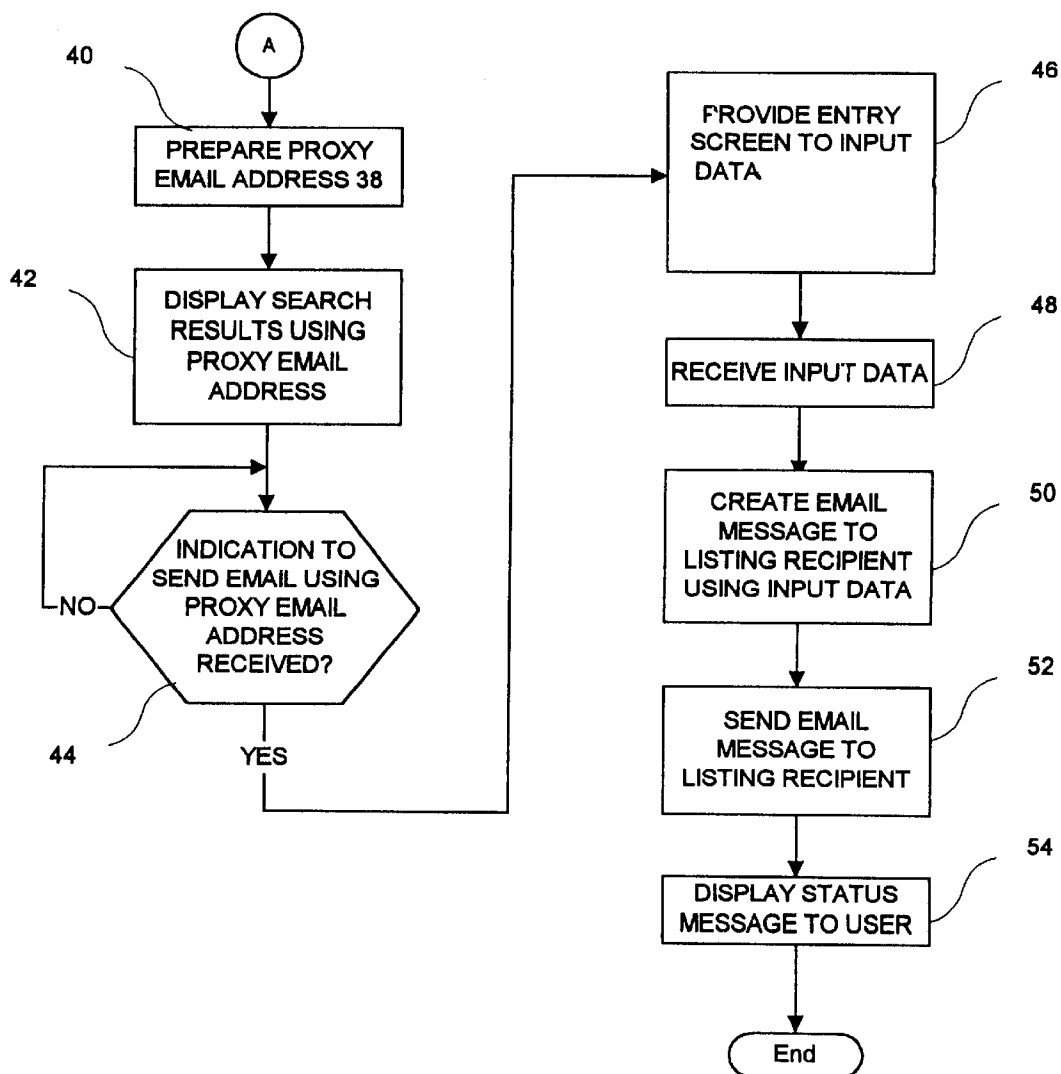 A
40
PREPARE PROXY
EMAIL ADDRESS 38
42
DISPLAY SEARCH
RESULTS USING
PROXY EMAIL
ADDRESS
INDICATION TO
SEND EMAIL USING
PROXY EMAIL
ADDRESS
RECEIVED?
NO
44
YES
46
PROVIDE ENTRY
SCREEN TO INPUT
DATA
48
RECEIVE INPUT DATA
50
CREATE EMAIL
MESSAGE TO
LISTING RECIPIENT
USING INPUT DATA
52
SEND EMAIL
MESSAGE TO
LISTING RECIPIENT
54
DISPLAY STATUS
MESSAGE TO USER
End